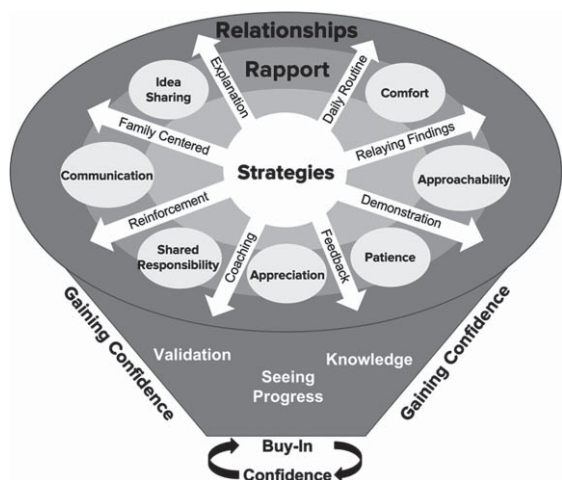 Relationships
Rapport
Explanation
Daily Routine
Idea
Sharing
Comfort
Family Centered
Relaying Findings
Communication
Strategies
Approachability
Reinforcement
Demonstration
Shared
Responsibility
Coaching
Appreciation
Feedback
Patience
Gaining Confidence
Gaining Confidence
Validation
Knowledge
Seeing
Progress
Buy-In
Confidence